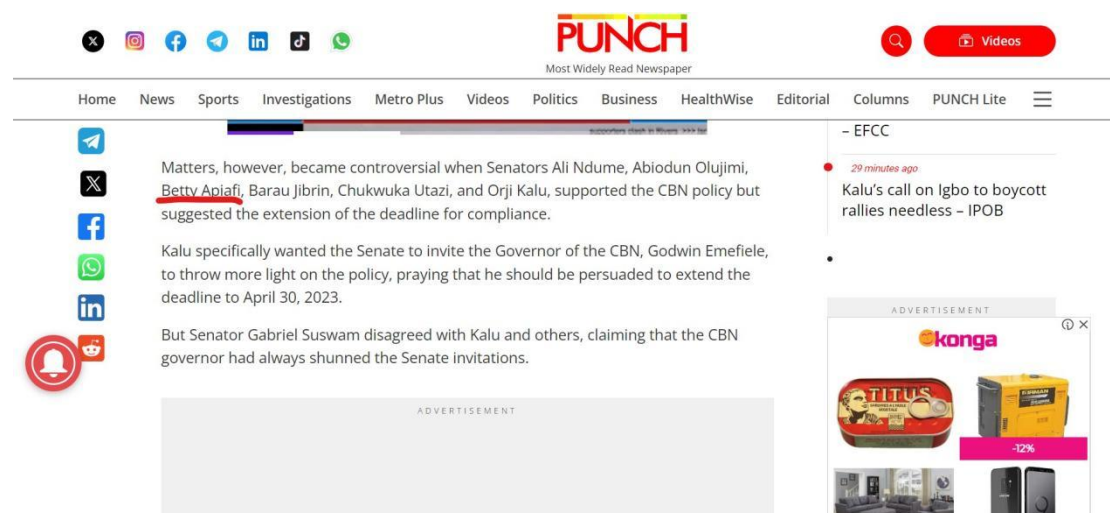 PUNCH
Most Widely Read Newspaper
Videos
Home News Sports Investigations Metro Plus Videos Politics Business HealthWise Editorial Columns PUNCH Lite
supporters clash in Rivers >>>
Matters, however, became controversial when Senators Ali Ndume, Abiodun Olujimi,
Betty Apiafi, Barau Jibrin, Chukwuka Utazi, and Orji Kalu, supported the CBN policy but
suggested the extension of the deadline for compliance.
Kalu specifically wanted the Senate to invite the Governor of the CBN, Godwin Emefiele,
to throw more light on the policy, praying that he should be persuaded to extend the
deadline to April 30, 2023.
But Senator Gabriel Suswam disagreed with Kalu and others, claiming that the CBN
governor had always shunned the Senate invitations.
ADVERTISEMENT
– EFCC
29 minutes ago
Kalu's call on Igbo to boycott
rallies needless – IPOB
ADVERTISEMENT
konga
TITUS
-12%